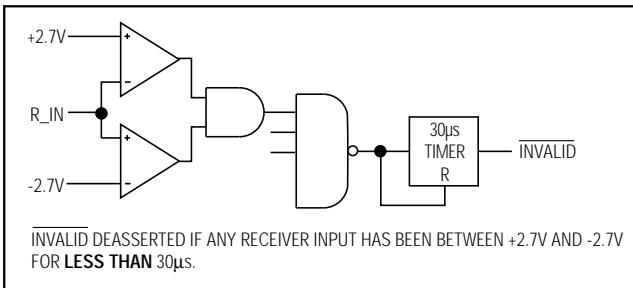 +2.7V
R_IN
-2.7V
+
-
+
-
30µs
TIMER
R
INVALID
INVALID DEASSERTED IF ANY RECEIVER INPUT HAS BEEN BETWEEN +2.7V AND -2.7V
FOR LESS THAN 30µs.